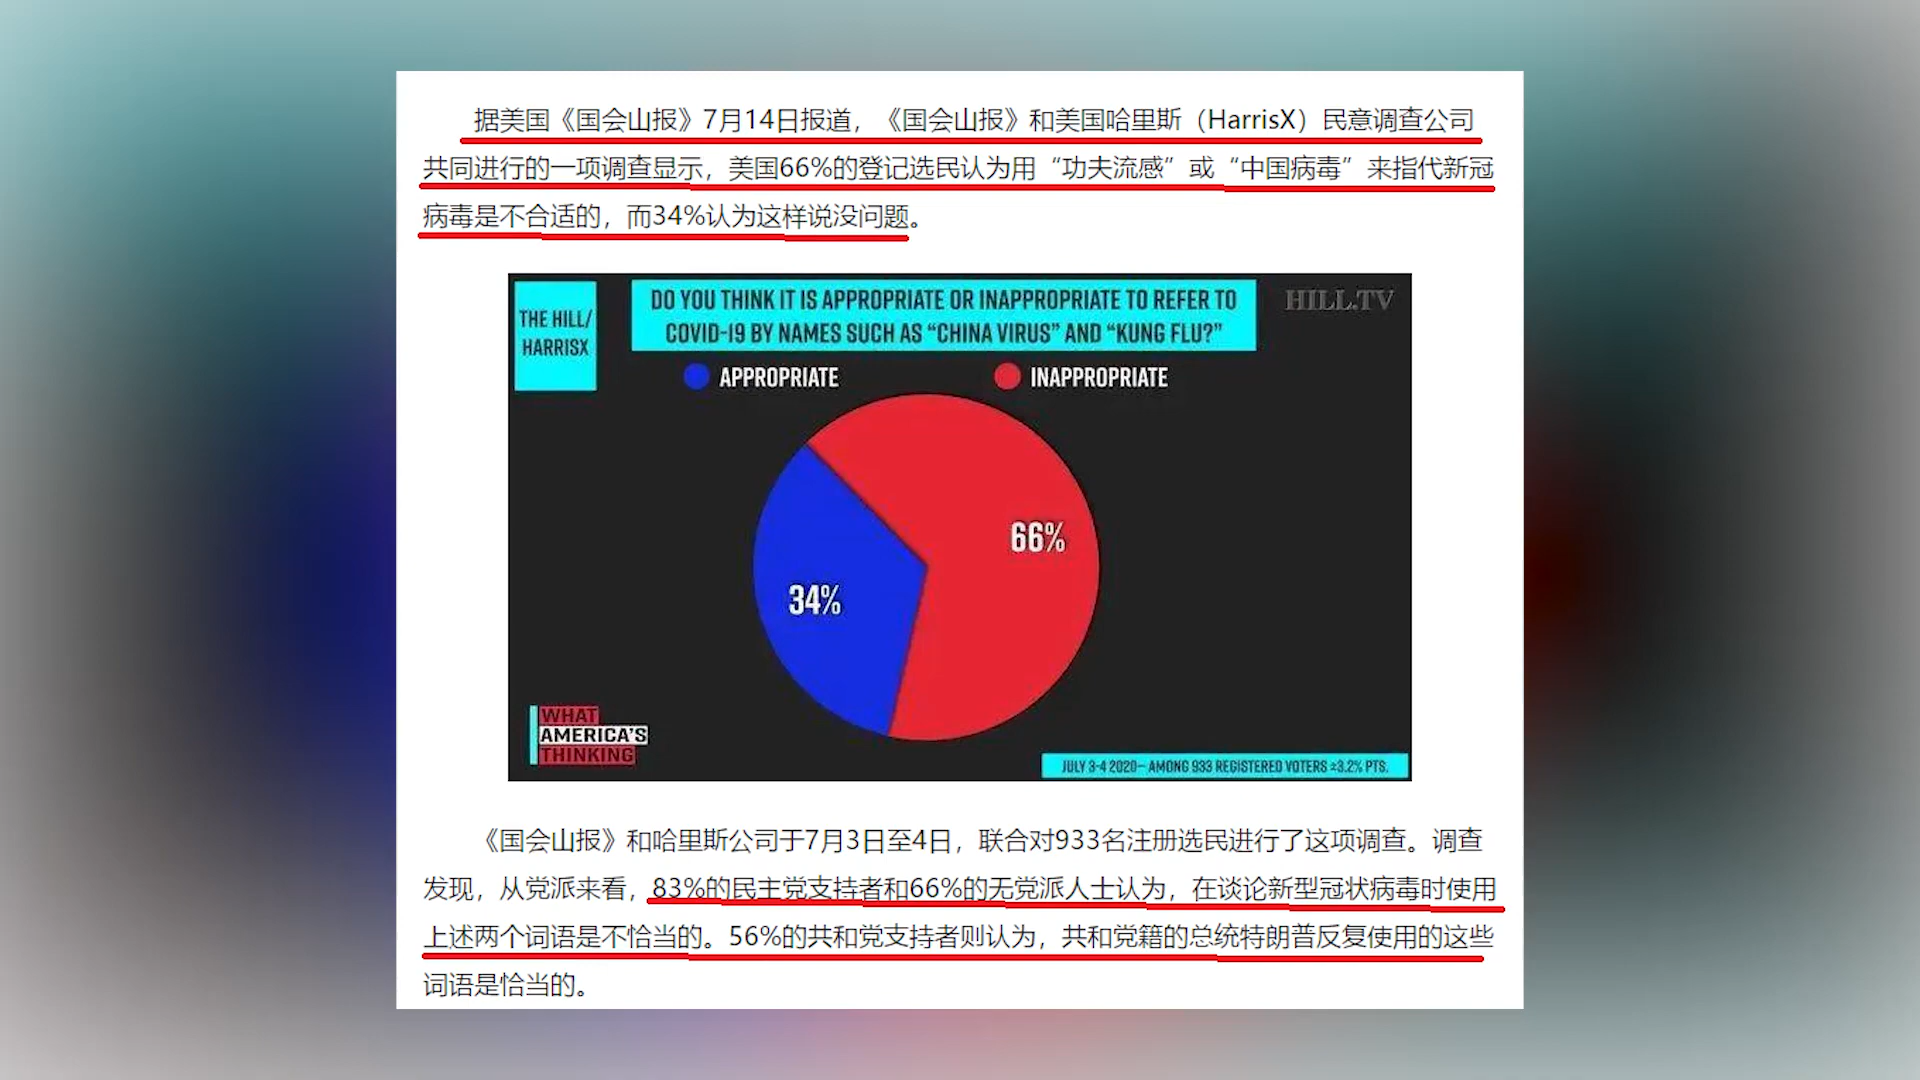 据美国《国会山报》7月14日报道，《国会山报》和美国哈里斯（HarrisX）民意调查公司
共同进行的一项调查显示，美国66%的登记选民认为用“功夫流感”或“中国病毒”来指代新冠
病毒是不合适的，而34%认为这样说没问题。
THE HILL/
HARRISX
DO YOU THINK IT IS APPROPRIATE OR INAPPROPRIATE TO REFER TO
COVID-19 BY NAMES SUCH AS “CHINA VIRUS” AND “KUNG FLU?”
HILL.TV
APPROPRIATE
INAPPROPRIATE
66%
34%
WHAT
AMERICA'S
THINKING
JULY 3-4 2020– AMONG 933 REGISTERED VOTERS ±3.2% PTS.
《国会山报》和哈里斯公司于7月3日至4日，联合对933名注册选民进行了这项调查。调查
发现，从党派来看，83%的民主党支持者和66%的无党派人士认为，在谈论新型冠状病毒时使用
上述两个词语是不恰当的。56%的共和党支持者则认为，共和党籍的总统特朗普反复使用的这些
词语是恰当的。